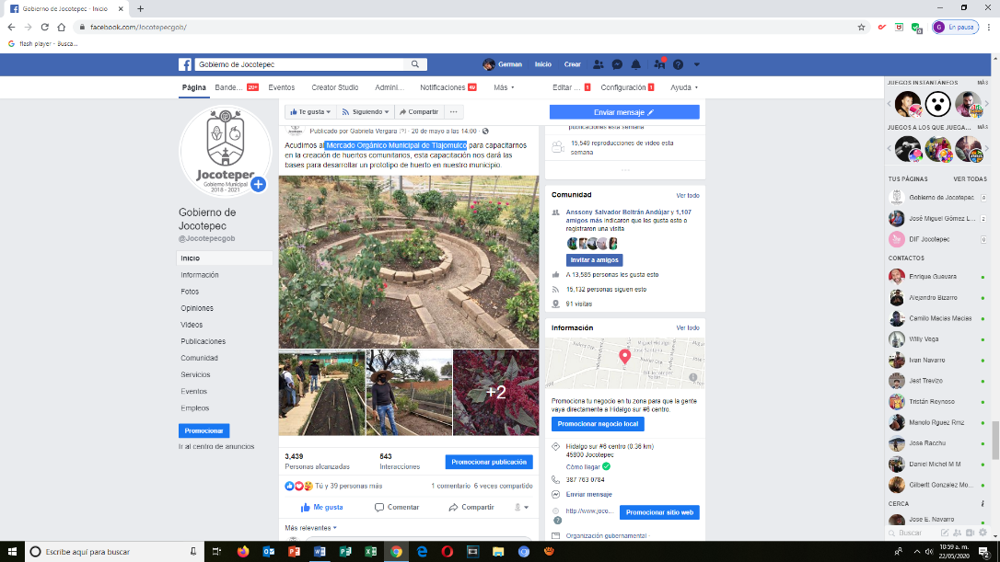 Gobierno de Jocotepec - Inicio
facebook.com/Jocotepecgob/
En pausa
flash player - Busca...
Gobierno de Jocotepec
German
Inicio
Crear
Página
Bande...
20+
Eventos
Creator Studio
Admini...
Notificaciones
Más
Editar ...
1
Configuración
1
Ayuda
Te gusta
Siguiendo
Compartir
Enviar mensaje
Jocotepec
Gobierno Municipal
2018 - 2021
Gobierno de
Jocotepec
@Jocotepecgob
Inicio
Información
Fotos
Opiniones
Videos
Publicaciones
Comunidad
Servicios
Eventos
Empleos
Promocionar
Ir al centro de anuncios
Publicado por Gabriela Vergara (?) · 20 de mayo a las 14:00 ·
Acudimos al Mercado Orgánico Municipal de Tlajomulco para capacitarnos
en la creación de huertos comunitarios, esta capacitación nos dará las
bases para desarrollar un prototipo de huerto en nuestro municipio.
+2
3,439
Personas alcanzadas
543
Interacciones
Promocionar publicación
Tú y 39 personas más
1 comentario
6 veces compartido
Me gusta
Comentar
Compartir
Más relevantes
publicaciones esta semana
15,549 reproducciones de video esta
semana
Comunidad
Ver todo
Anssony Salvador Beltrán Andújar y 1,107
amigos más indicaron que les gusta esto o
registraron una visita
Invitar a amigos
A 13,585 personas les gusta esto
15,132 personas siguen esto
91 visitas
Información
Ver todo
Promociona tu negocio en tu zona para que la gente
vaya directamente a Hidalgo sur #6 centro.
Promocionar negocio local
Hidalgo sur #6 centro (0.36 km)
45800 Jocotepec
Cómo llegar
387 763 0784
Enviar mensaje
http://www.joco...
Promocionar sitio web
Organización gubernamental ·
JUEGOS INSTANTÁNEOS
MÁS
JUEGOS A LOS QUE JUEGA...
MÁS
TUS PÁGINAS
VER TODAS
Gobierno de Jocotepec
José Miguel Gómez L...
2
DIF Jocotepec
CONTACTOS
Enrique Guevara
Alejandro Bizarro
Camilo Macias Macias
Willy Vega
Ivan Navarro
Jest Trevizo
Tristán Reynoso
Manolo Rguez Rmz
Jose Racchu
Daniel Michel M M
Gilbertt Gonzalez Mo...
CERCA
Jose E. Navarro
Buscar
Escribe aquí para buscar
10:59 a. m.
22/05/2020